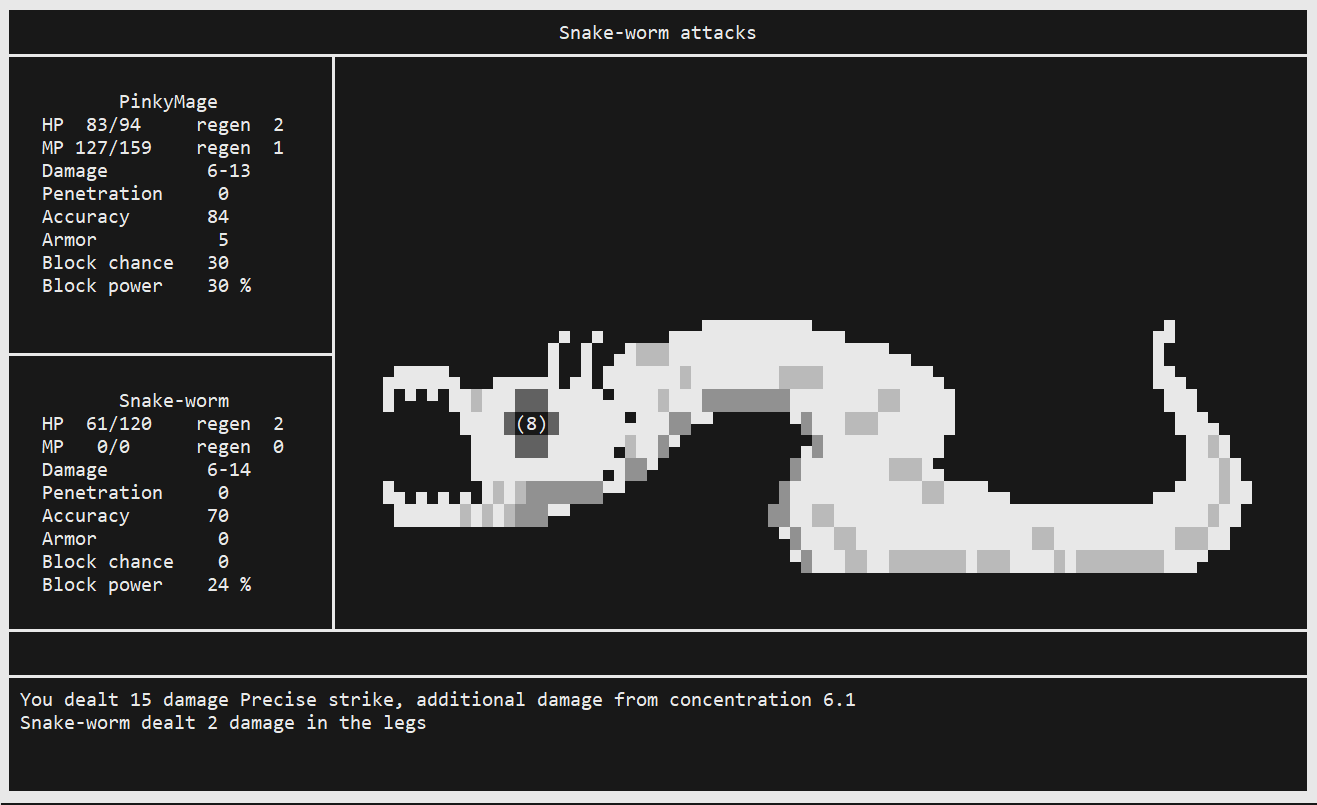 Snake-worm attacks
PinkyMage
HP 83/94 regen 2
MP 127/159 regen 1
Damage 6-13
Penetration 0
Accuracy 84
Armor 5
Block chance 30
Block power 30 %
Snake-worm
HP 61/120 regen 2
MP 0/0 regen 0
Damage 6-14
Penetration 0
Accuracy 70
Armor 0
Block chance 0
Block power 24 %
(8)
You dealt 15 damage Precise strike, additional damage from concentration 6.1
Snake-worm dealt 2 damage in the legs